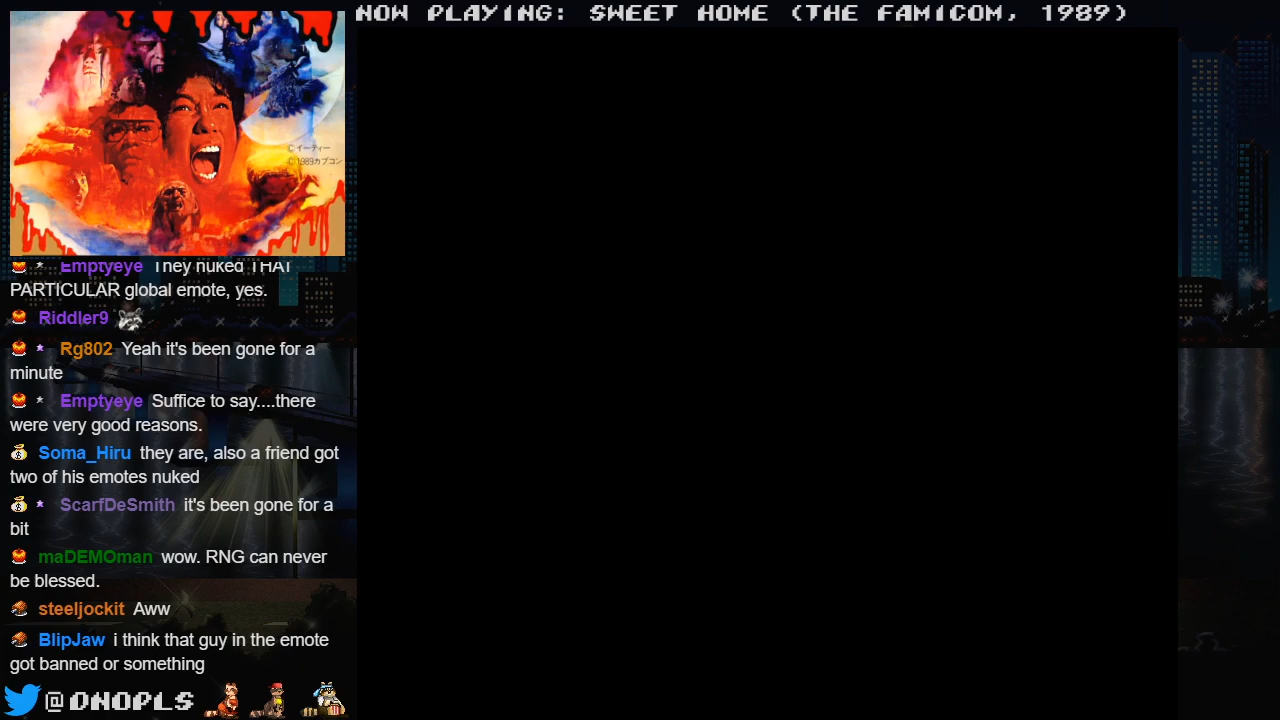 NOW PLAYING: SWEET HOME (THE FAMICOM, 1989)
© イーティー
© 1989カプコン
* Emptyeye They nuked THAT
PARTICULAR global emote, yes.
Riddler9
* Rg802 Yeah it's been gone for a
minute
* Emptyeye Suffice to say....there
were very good reasons.
Soma_Hiru they are, also a friend got
two of his emotes nuked
* ScarfDeSmith it's been gone for a
bit
maDEMOman wow. RNG can never
be blessed.
steeljockit Aww
BlipJaw i think that guy in the emote
got banned or something
@DNOPLS